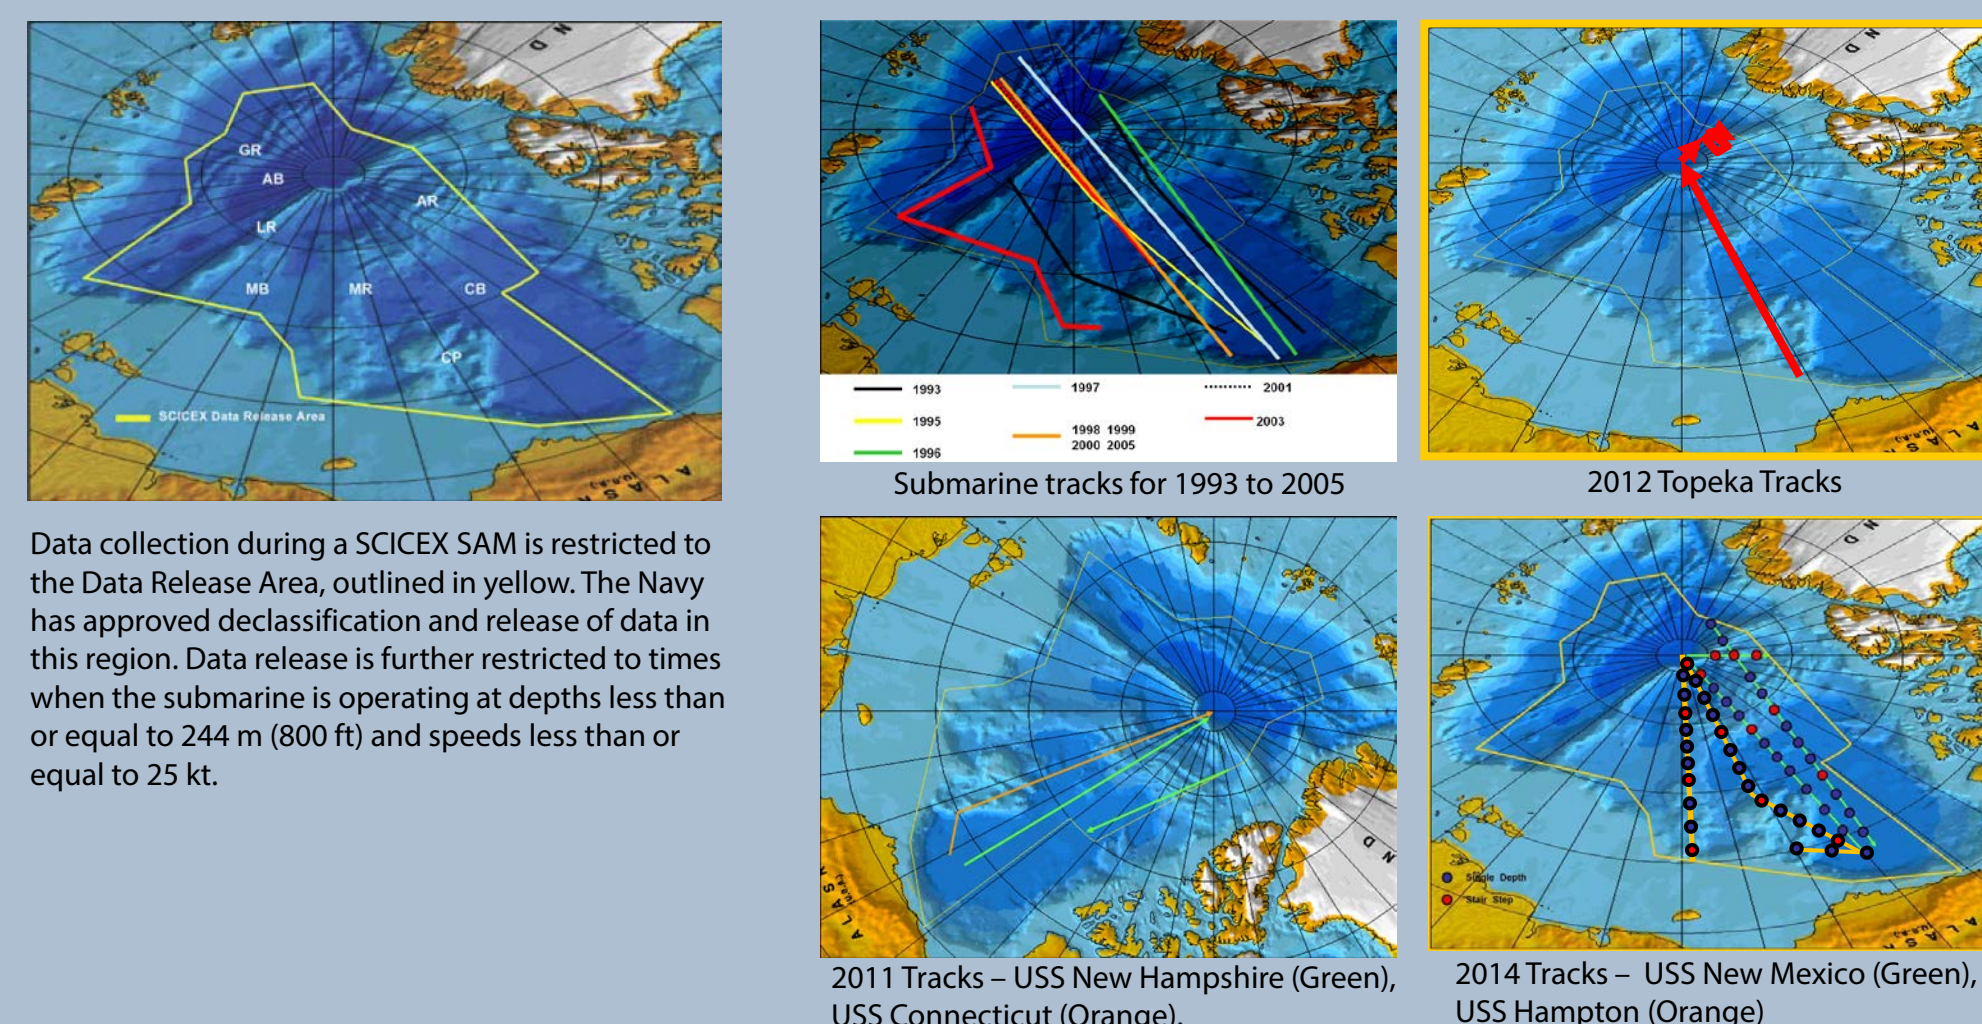 N D
GR
AB
AR
LR
MB
MR
CB
CP
SCICEX Data Release Area
A L A S
(U.S.A.)
Data collection during a SCICEX SAM is restricted to
the Data Release Area, outlined in yellow. The Navy
has approved declassification and release of data in
this region. Data release is further restricted to times
when the submarine is operating at depths less than
or equal to 244 m (800 ft) and speeds less than or
equal to 25 kt.
N D
1993
1997
2001
1995
1998 1999
2000 2005
2003
1996
Submarine tracks for 1993 to 2005
N D
(U.S.A.)
A L A S
2012 Topeka Tracks
A L A S
(U.S.A.)
N D
2011 Tracks – USS New Hampshire (Green),
USS Connecticut (Orange).
N D
Single Depth
Stair Step
A L A S
2014 Tracks – USS New Mexico (Green),
USS Hampton (Orange)